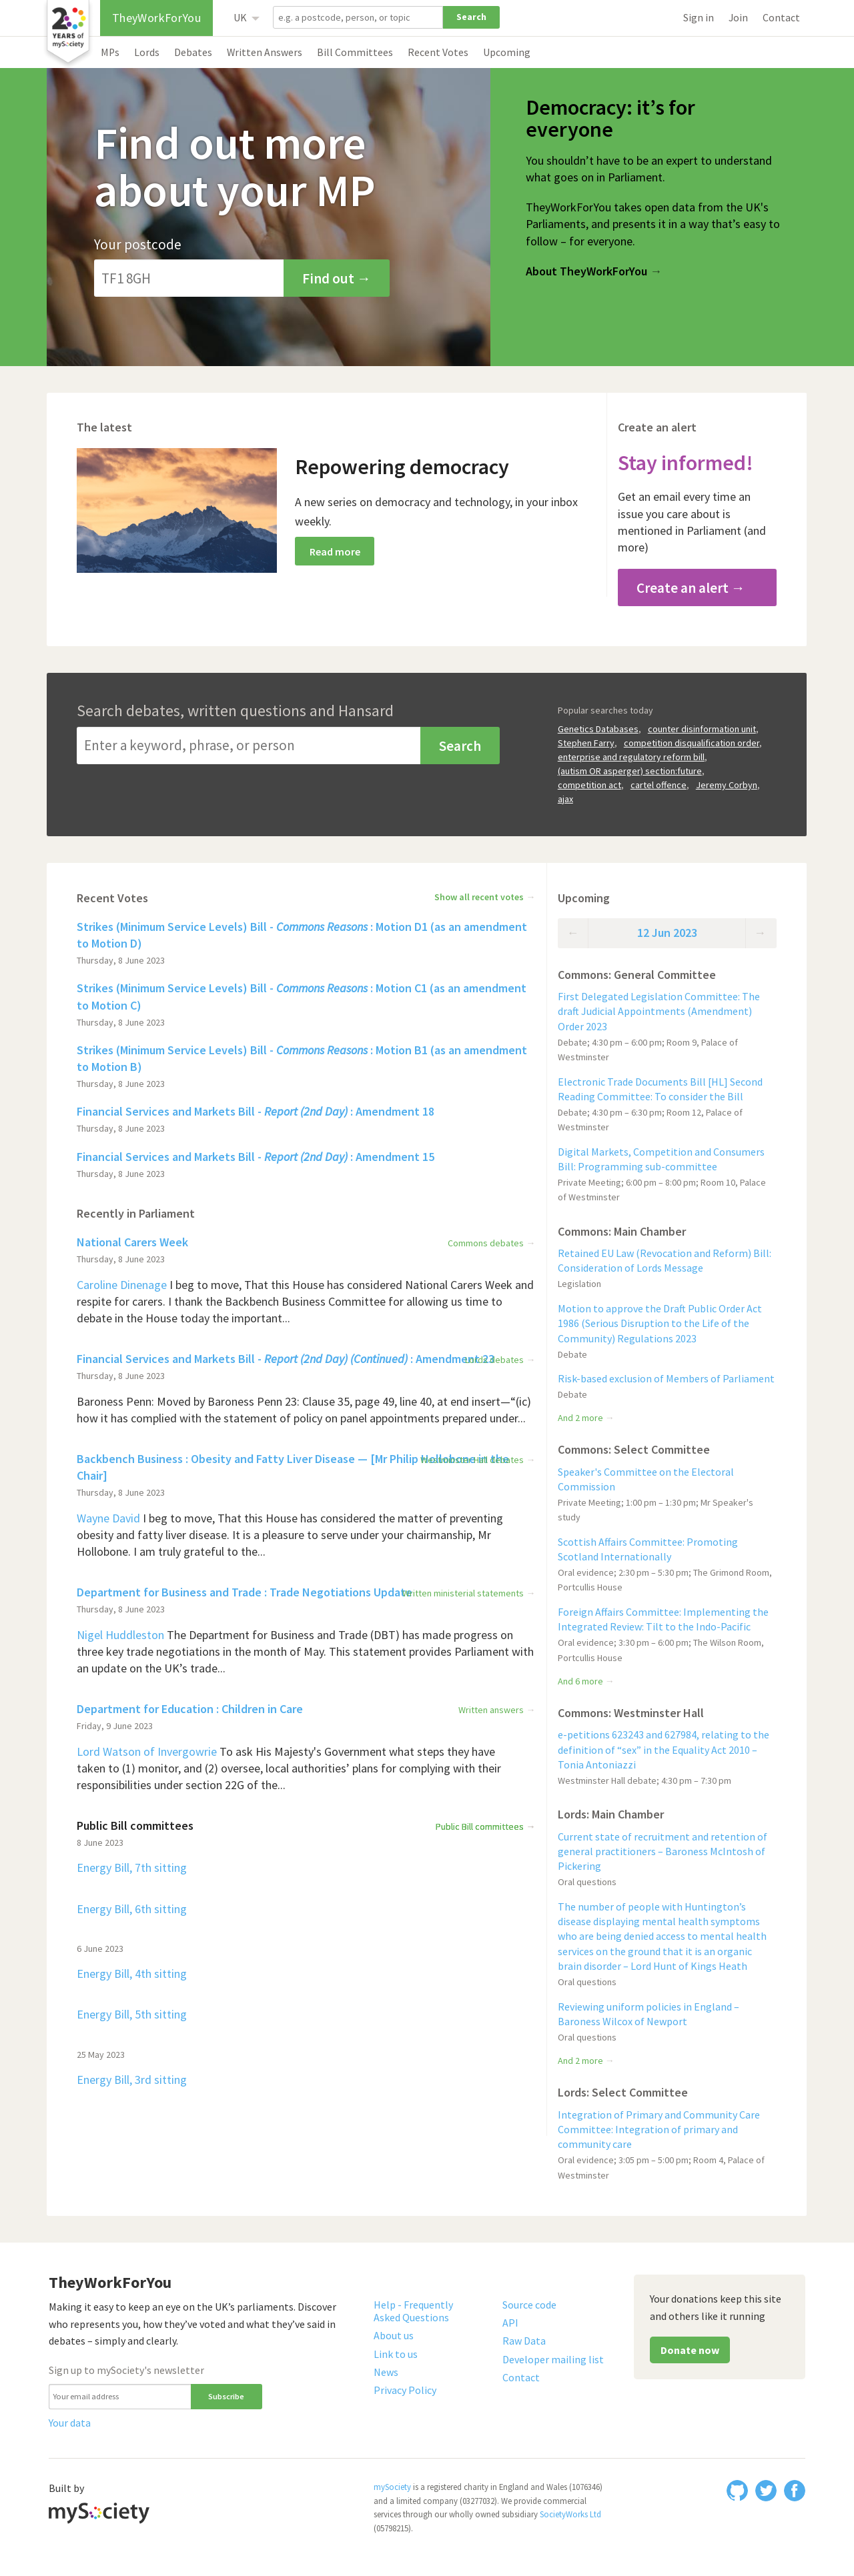 20
YEARS of
mySociety
TheyWorkForYou
UK
e.g. a postcode, person, or topic
Search
Sign in
Join
Contact
MPs
Lords
Debates
Written Answers
Bill Committees
Recent Votes
Upcoming
Find out more
about your MP
Your postcode
TF1 8GH
Find out →
Democracy: it’s for
everyone
You shouldn’t have to be an expert to understand
what goes on in Parliament.
TheyWorkForYou takes open data from the UK's
Parliaments, and presents it in a way that’s easy to
follow – for everyone.
About TheyWorkForYou →
The latest
Repowering democracy
A new series on democracy and technology, in your inbox
weekly.
Read more
Create an alert
Stay informed!
Get an email every time an
issue you care about is
mentioned in Parliament (and
more)
Create an alert →
Search debates, written questions and Hansard
Enter a keyword, phrase, or person
Search
Popular searches today
Genetics Databases, counter disinformation unit,
Stephen Farry, competition disqualification order,
enterprise and regulatory reform bill,
(autism OR asperger) section:future,
competition act, cartel offence, Jeremy Corbyn,
ajax
Recent Votes
Show all recent votes →
Strikes (Minimum Service Levels) Bill - Commons Reasons : Motion D1 (as an amendment
to Motion D)
Thursday, 8 June 2023
Strikes (Minimum Service Levels) Bill - Commons Reasons : Motion C1 (as an amendment
to Motion C)
Thursday, 8 June 2023
Strikes (Minimum Service Levels) Bill - Commons Reasons : Motion B1 (as an amendment
to Motion B)
Thursday, 8 June 2023
Financial Services and Markets Bill - Report (2nd Day) : Amendment 18
Thursday, 8 June 2023
Financial Services and Markets Bill - Report (2nd Day) : Amendment 15
Thursday, 8 June 2023
Recently in Parliament
National Carers Week
Commons debates →
Thursday, 8 June 2023
Caroline Dinenage I beg to move, That this House has considered National Carers Week and
respite for carers. I thank the Backbench Business Committee for allowing us time to
debate in the House today the important...
Financial Services and Markets Bill - Report (2nd Day) (Continued) : Amendment 23
Lords debates →
Thursday, 8 June 2023
Baroness Penn: Moved by Baroness Penn 23: Clause 35, page 49, line 40, at end insert—“(ic)
how it has complied with the statement of policy on panel appointments prepared under...
Backbench Business : Obesity and Fatty Liver Disease — [Mr Philip Hollobone in the
Westminster Hall debates →
Chair]
Thursday, 8 June 2023
Wayne David I beg to move, That this House has considered the matter of preventing
obesity and fatty liver disease. It is a pleasure to serve under your chairmanship, Mr
Hollobone. I am truly grateful to the...
Department for Business and Trade : Trade Negotiations Update
Written ministerial statements →
Thursday, 8 June 2023
Nigel Huddleston The Department for Business and Trade (DBT) has made progress on
three key trade negotiations in the month of May. This statement provides Parliament with
an update on the UK’s trade...
Department for Education : Children in Care
Written answers →
Friday, 9 June 2023
Lord Watson of Invergowrie To ask His Majesty's Government what steps they have
taken to (1) monitor, and (2) oversee, local authorities’ plans for complying with their
responsibilities under section 22G of the...
Public Bill committees
Public Bill committees →
8 June 2023
Energy Bill, 7th sitting
Energy Bill, 6th sitting
6 June 2023
Energy Bill, 4th sitting
Energy Bill, 5th sitting
25 May 2023
Energy Bill, 3rd sitting
Upcoming
← 12 Jun 2023 →
Commons: General Committee
First Delegated Legislation Committee: The
draft Judicial Appointments (Amendment)
Order 2023
Debate; 4:30 pm – 6:00 pm; Room 9, Palace of
Westminster
Electronic Trade Documents Bill [HL] Second
Reading Committee: To consider the Bill
Debate; 4:30 pm – 6:30 pm; Room 12, Palace of
Westminster
Digital Markets, Competition and Consumers
Bill: Programming sub-committee
Private Meeting; 6:00 pm – 8:00 pm; Room 10, Palace
of Westminster
Commons: Main Chamber
Retained EU Law (Revocation and Reform) Bill:
Consideration of Lords Message
Legislation
Motion to approve the Draft Public Order Act
1986 (Serious Disruption to the Life of the
Community) Regulations 2023
Debate
Risk-based exclusion of Members of Parliament
Debate
And 2 more →
Commons: Select Committee
Speaker's Committee on the Electoral
Commission
Private Meeting; 1:00 pm – 1:30 pm; Mr Speaker's
study
Scottish Affairs Committee: Promoting
Scotland Internationally
Oral evidence; 2:30 pm – 5:30 pm; The Grimond Room,
Portcullis House
Foreign Affairs Committee: Implementing the
Integrated Review: Tilt to the Indo-Pacific
Oral evidence; 3:30 pm – 6:00 pm; The Wilson Room,
Portcullis House
And 6 more →
Commons: Westminster Hall
e-petitions 623243 and 627984, relating to the
definition of “sex” in the Equality Act 2010 –
Tonia Antoniazzi
Westminster Hall debate; 4:30 pm – 7:30 pm
Lords: Main Chamber
Current state of recruitment and retention of
general practitioners – Baroness McIntosh of
Pickering
Oral questions
The number of people with Huntington’s
disease displaying mental health symptoms
who are being denied access to mental health
services on the ground that it is an organic
brain disorder – Lord Hunt of Kings Heath
Oral questions
Reviewing uniform policies in England –
Baroness Wilcox of Newport
Oral questions
And 2 more →
Lords: Select Committee
Integration of Primary and Community Care
Committee: Integration of primary and
community care
Oral evidence; 3:05 pm – 5:00 pm; Room 4, Palace of
Westminster
TheyWorkForYou
Making it easy to keep an eye on the UK’s parliaments. Discover
who represents you, how they’ve voted and what they’ve said in
debates – simply and clearly.
Sign up to mySociety's newsletter
Your email address
Subscribe
Your data
Help - Frequently
Asked Questions
About us
Link to us
News
Privacy Policy
Source code
API
Raw Data
Developer mailing list
Contact
Your donations keep this site
and others like it running
Donate now
Built by
mySociety
mySociety is a registered charity in England and Wales (1076346)
and a limited company (03277032). We provide commercial
services through our wholly owned subsidiary SocietyWorks Ltd
(05798215).